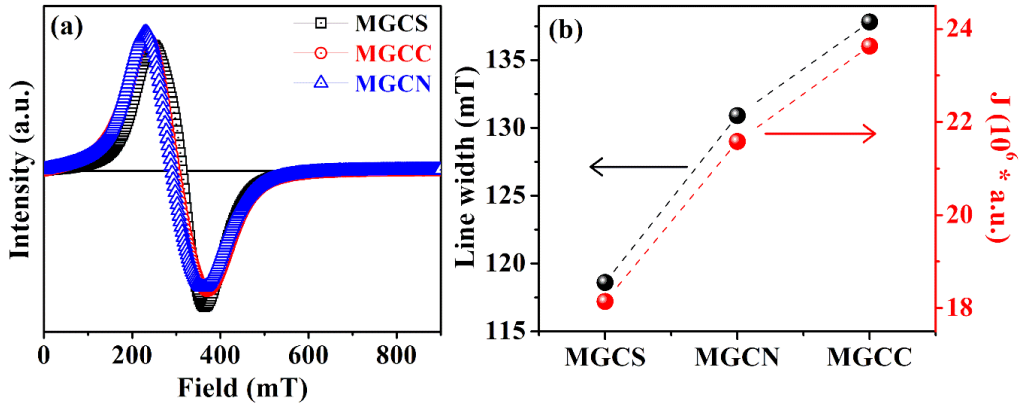 (a)
MGCS
MGCC
MGCN
Intensity (a.u.)
0
200
400
600
800
Field (mT)
(b)
Line width (mT)
135
130
125
120
115
MGCS
MGCN
MGCC
24
22
20
18
J (10⁶ * a.u.)